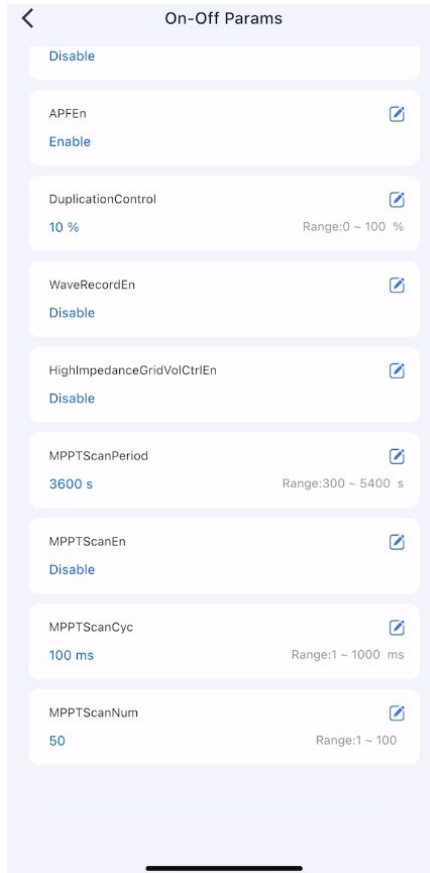 On-Off Params
Disable
APFEn
Enable
DuplicationControl
10 % Range:0 ~ 100 %
WaveRecordEn
Disable
HighImpedanceGridVolCtrlEn
Disable
MPPTScanPeriod
3600 s Range:300 ~ 5400 s
MPPTScanEn
Disable
MPPTScanCyc
100 ms Range:1 ~ 1000 ms
MPPTScanNum
50 Range:1 ~ 100